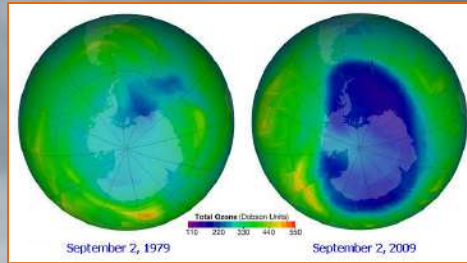 Total Ozone (Dobson Units)
110 220 330 440 550
September 2, 1979
September 2, 2009